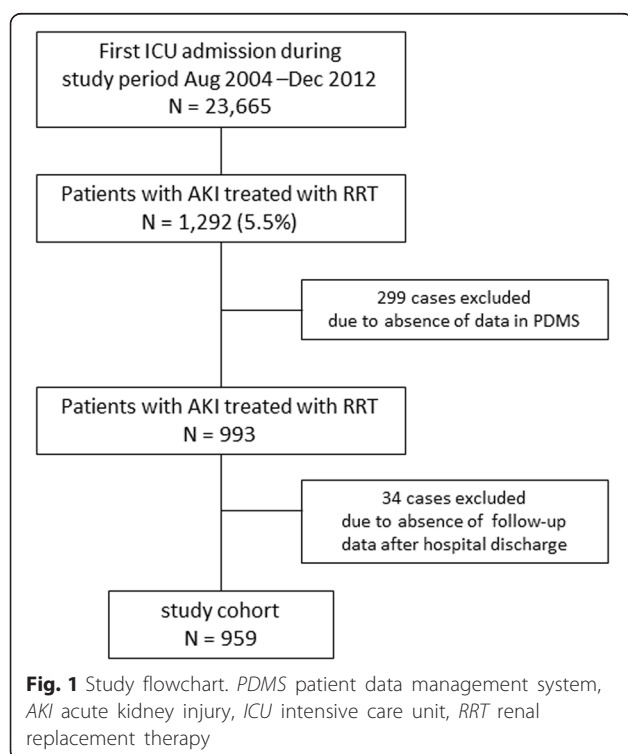 First ICU admission during
study period Aug 2004 –Dec 2012
N = 23,665
Patients with AKI treated with RRT
N = 1,292 (5.5%)
299 cases excluded
due to absence of data in PDMS
Patients with AKI treated with RRT
N = 993
34 cases excluded
due to absence of follow-up
data after hospital discharge
study cohort
N = 959
Fig. 1 Study flowchart. PDMS patient data management system,
AKI acute kidney injury, ICU intensive care unit, RRT renal
replacement therapy